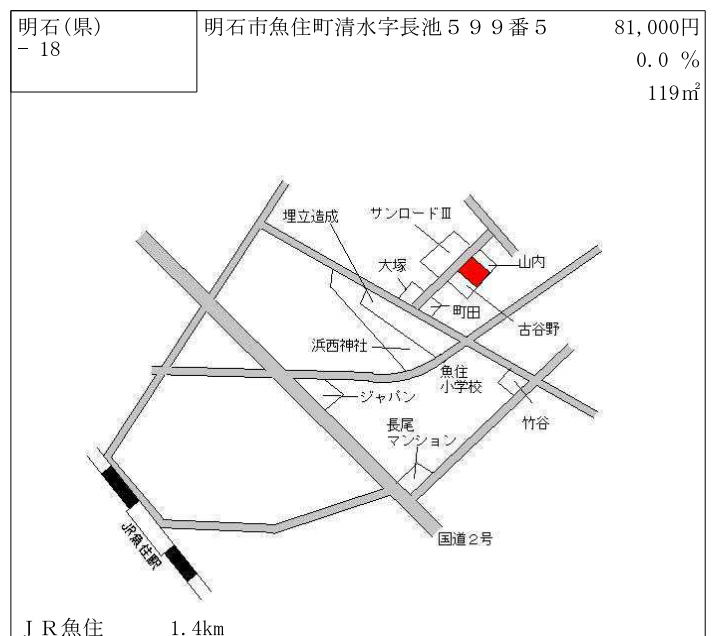 明石(県)
- 18
明石市魚住町清水字長池５９９番５
81,000円
0.0 %
119㎡
サンロードⅢ
埋立造成
大塚
山内
町田
古谷野
浜西神社
魚住
小学校
ジャパン
長尾
マンション
竹谷
国道２号
JR魚住駅
ＪＲ魚住 1.4km